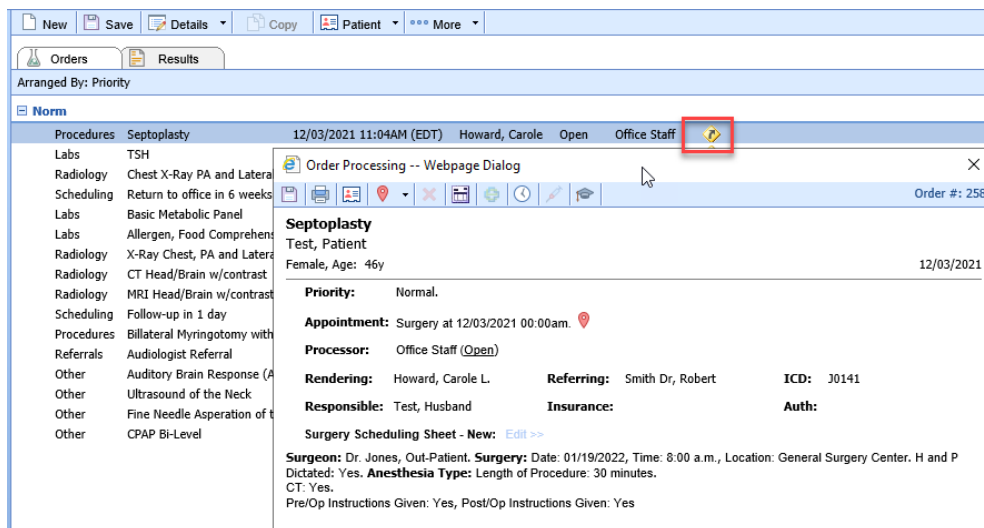 New Save Details Copy Patient More
Orders Results
Arranged By: Priority
Norm
Procedures Septoplasty 12/03/2021 11:04AM (EDT) Howard, Carole Open Office Staff
Labs TSH
Radiology Chest X-Ray PA and Latera
Scheduling Return to office in 6 weeks
Labs Basic Metabolic Panel
Labs Allergen, Food Comprehens
Radiology X-Ray Chest, PA and Latera
Radiology CT Head/Brain w/contrast
Radiology MRI Head/Brain w/contrast
Scheduling Follow-up in 1 day
Procedures Billateral Myringotomy with
Referrals Audiologist Referral
Other Auditory Brain Response (A
Other Ultrasound of the Neck
Other Fine Needle Asperation of t
Other CPAP Bi-Level
Order Processing -- Webpage Dialog
Order #: 258
Septoplasty
Test, Patient
Female, Age: 46y 12/03/2021
Priority: Normal.
Appointment: Surgery at 12/03/2021 00:00am.
Processor: Office Staff (Open)
Rendering: Howard, Carole L. Referring: Smith Dr, Robert ICD: J0141
Responsible: Test, Husband Insurance: Auth:
Surgery Scheduling Sheet - New: Edit >>
Surgeon: Dr. Jones, Out-Patient. Surgery: Date: 01/19/2022, Time: 8:00 a.m., Location: General Surgery Center. H and P
Dictated: Yes. Anesthesia Type: Length of Procedure: 30 minutes.
CT: Yes.
Pre/Op Instructions Given: Yes, Post/Op Instructions Given: Yes